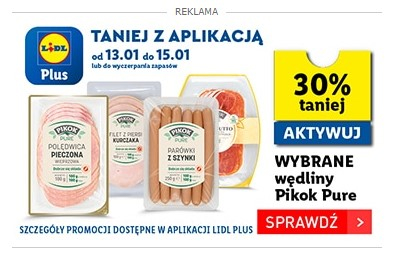 REKLAMA
LIDL
Plus
TANIEJ Z APLIKACJĄ
od 13.01 do 15.01
lub do wyczerpania zapasów
30%
taniej
AKTYWUJ
WYBRANE
wędliny
Pikok Pure
SPRAWDŹ >
PIKOK
PURE
POLĘDWICA
PIECZONA
WIEPRZOWA
PURE
FILET Z PIERSI
KURCZAKA
PIKOK
PURE
PARÓWKI
Z SZYNKI
SZCZEGÓŁY PROMOCJI DOSTĘPNE W APLIKACJI LIDL PLUS